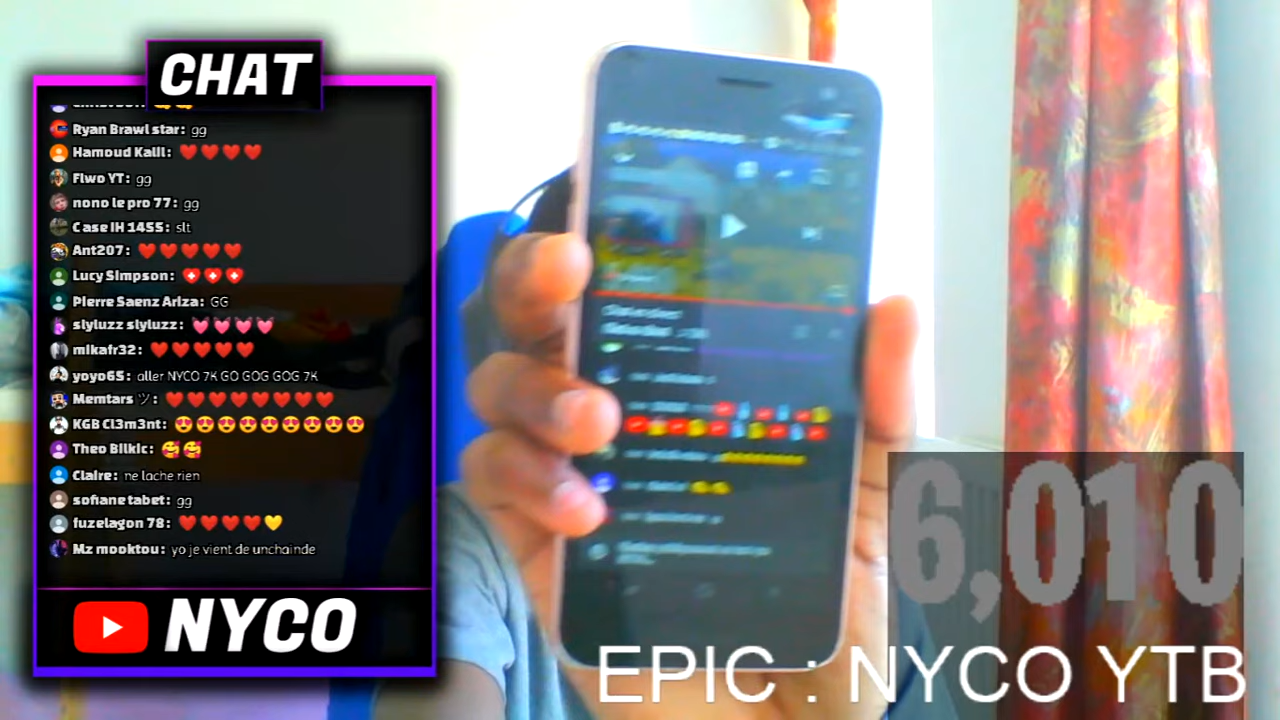 CHAT
Ryan Brawl star: gg
Hamoud Kalil: ❤️❤️❤️❤️
Flwo YT: gg
nono le pro 77: gg
Case IH 1455: slt
Ant207: ❤️❤️❤️❤️❤️
Lucy Simpson:
Pierre Saenz Ariza: GG
slyluzz slyluzz: 💓💓💓💓
mikafr32: ❤️❤️❤️❤️❤️
yoyo6S: aller NYCO 7K GO GOG GOG 7K
Memtars ツ: ❤️❤️❤️❤️❤️❤️❤️❤️
KGB Cl3m3nt: 😍😍😍😍😍😍😍😍😍
Theo Bilkic: 🥰🥰
Claire: ne lache rien
sofiane tabet: gg
fuzelagon 78: ❤️❤️❤️❤️💛
Mz mooktou: yo je vient de unchainde
NYCO
6,010
EPIC : NYCO YTB